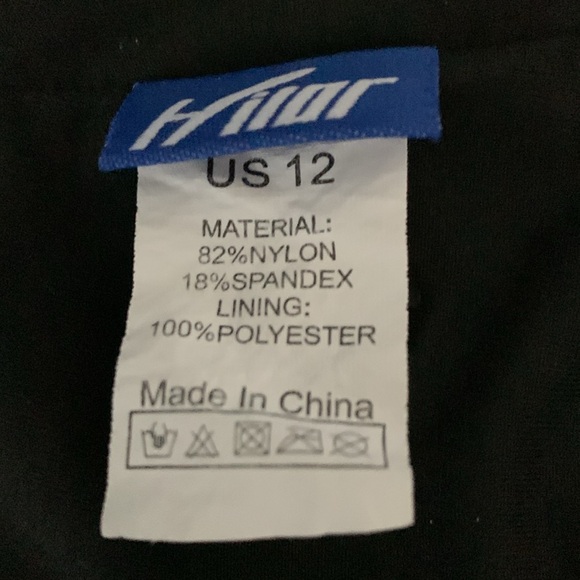 Hilor
US 12
MATERIAL:
82%NYLON
18%SPANDEX
LINING:
100%POLYESTER
Made In China